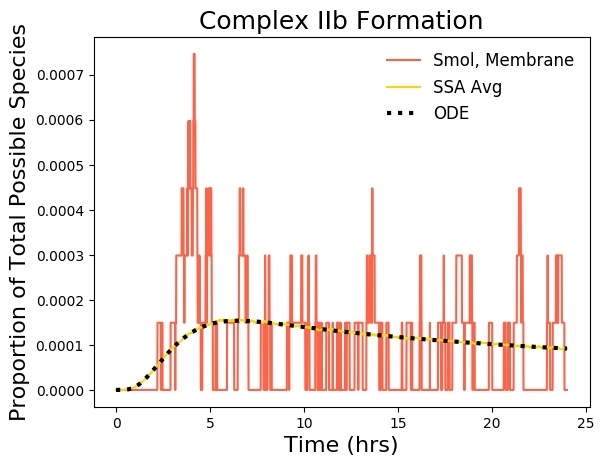 Complex IIb Formation
Proportion of Total Possible Species
0.0007
0.0006
0.0005
0.0004
0.0003
0.0002
0.0001
0.0000
Smol, Membrane
SSA Avg
ODE
0 5 10 15 20 25
Time (hrs)